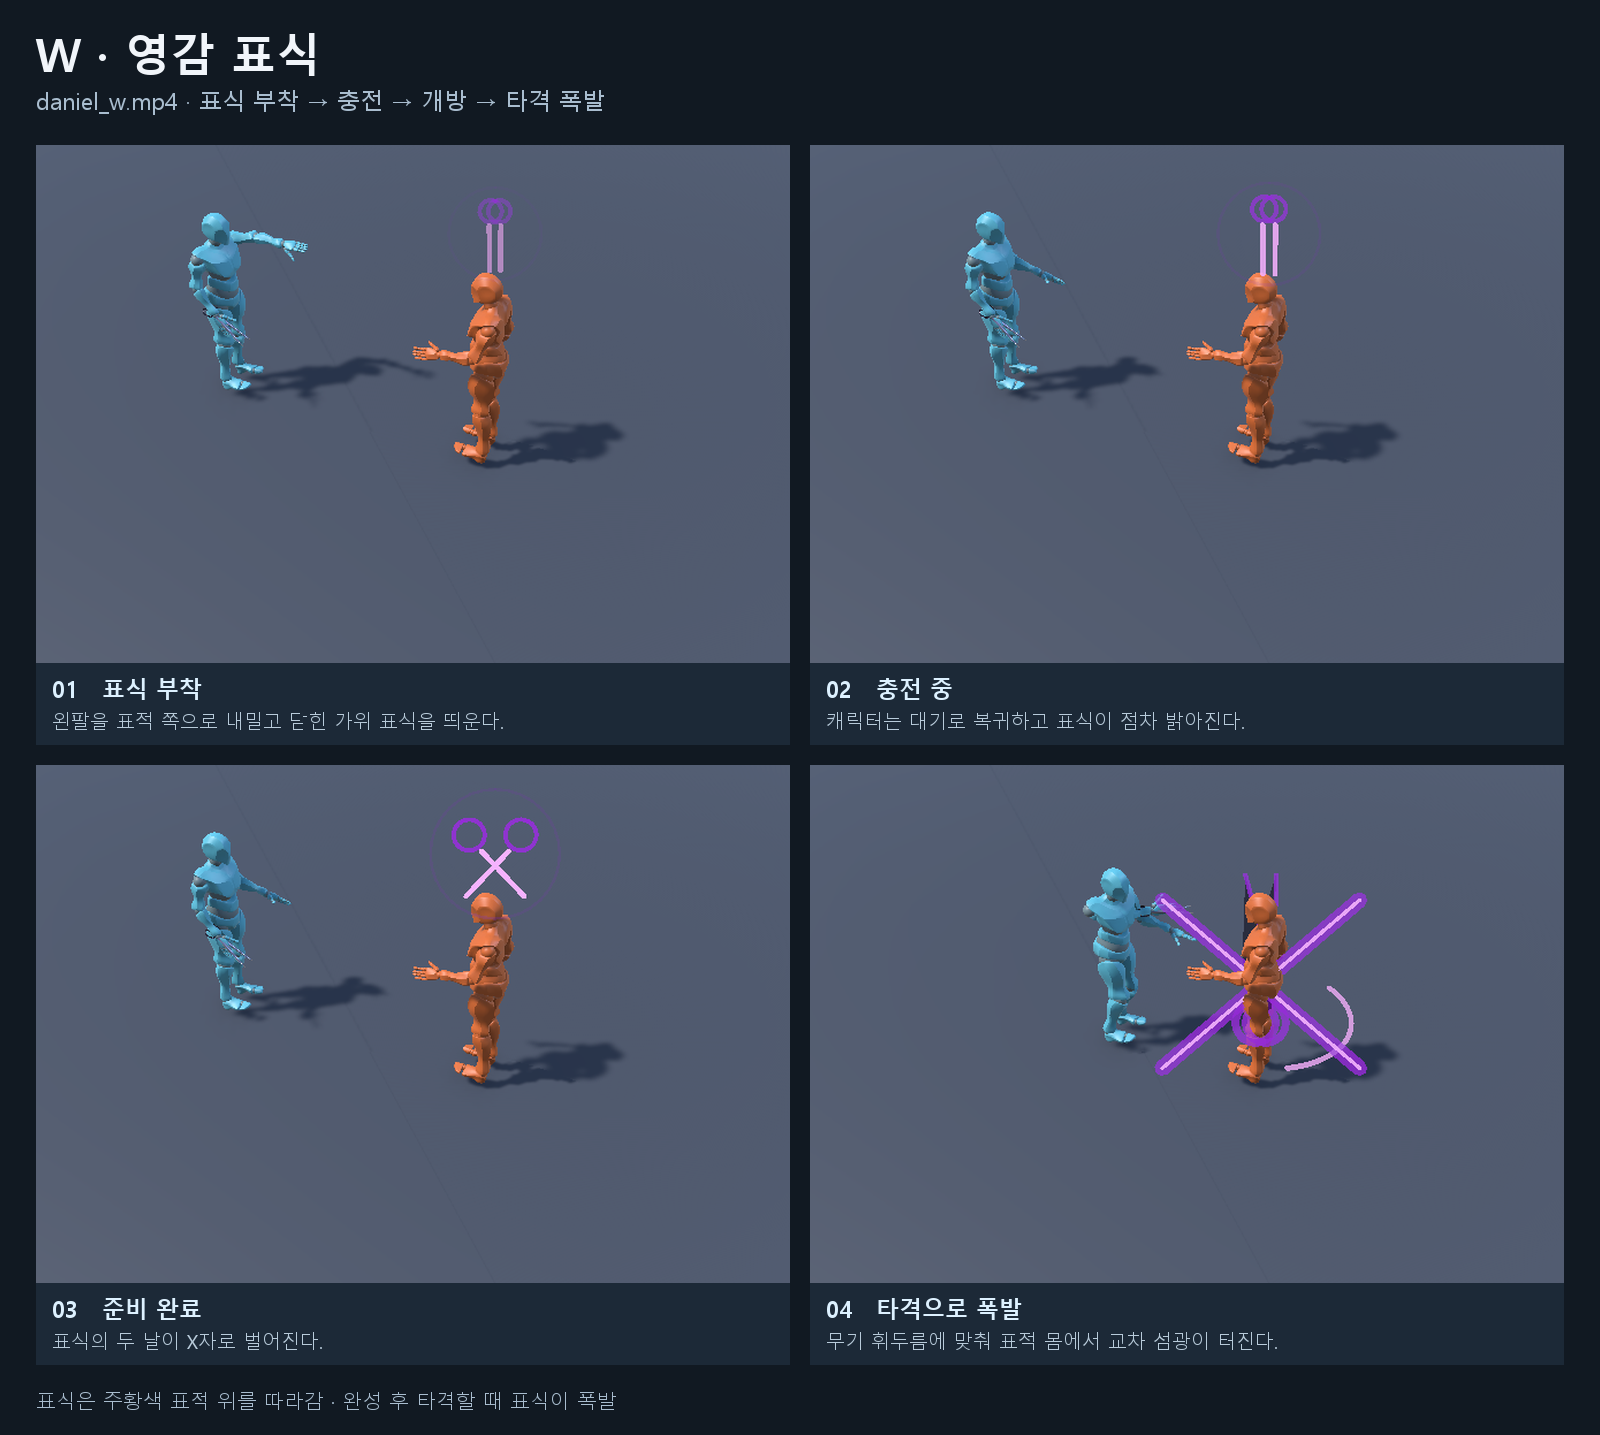 W · 영감 표식
daniel_w.mp4 · 표식 부착 → 충전 → 개방 → 타격 폭발
01 표식 부착
왼팔을 표적 쪽으로 내밀고 닫힌 가위 표식을 띄운다.
02 충전 중
캐릭터는 대기로 복귀하고 표식이 점차 밝아진다.
03 준비 완료
표식의 두 날이 X자로 벌어진다.
04 타격으로 폭발
무기 휘두름에 맞춰 표적 몸에서 교차 섬광이 터진다.
표식은 주황색 표적 위를 따라감 · 완성 후 타격할 때 표식이 폭발